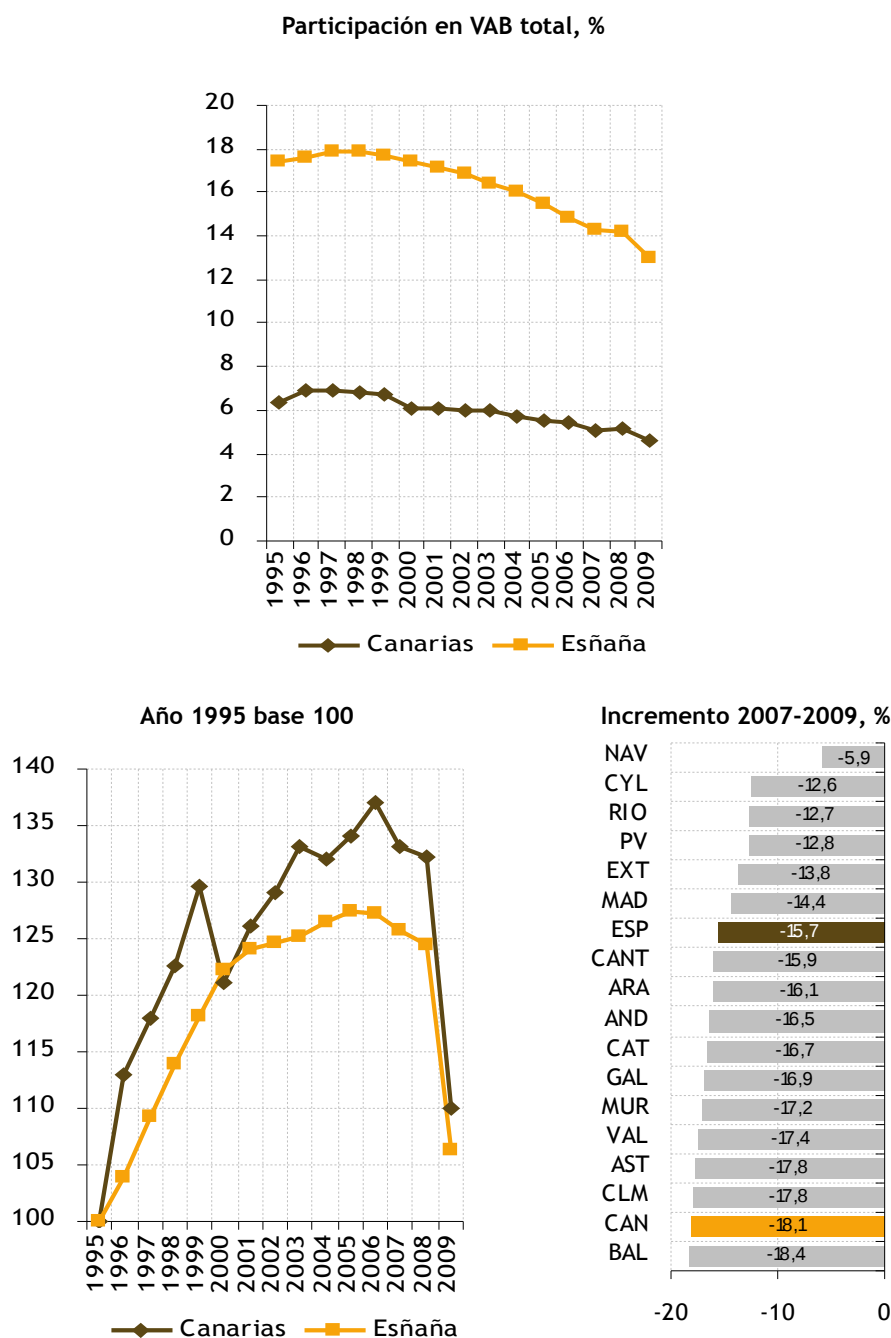 Participación en VAB total, %
20
18
16
14
12
10
8
6
4
2
0
1995
1996
1997
1998
1999
2000
2001
2002
2003
2004
2005
2006
2007
2008
2009
Canarias
Esñaña
Año 1995 base 100
140
135
130
125
120
115
110
105
100
1995
1996
1997
1998
1999
2000
2001
2002
2003
2004
2005
2006
2007
2008
2009
Canarias
Esñaña
Incremento 2007-2009, %
NAV -5,9
CYL -12,6
RIO -12,7
PV -12,8
EXT -13,8
MAD -14,4
ESP -15,7
CANT -15,9
ARA -16,1
AND -16,5
CAT -16,7
GAL -16,9
MUR -17,2
VAL -17,4
AST -17,8
CLM -17,8
CAN -18,1
BAL -18,4
-20 -10 0